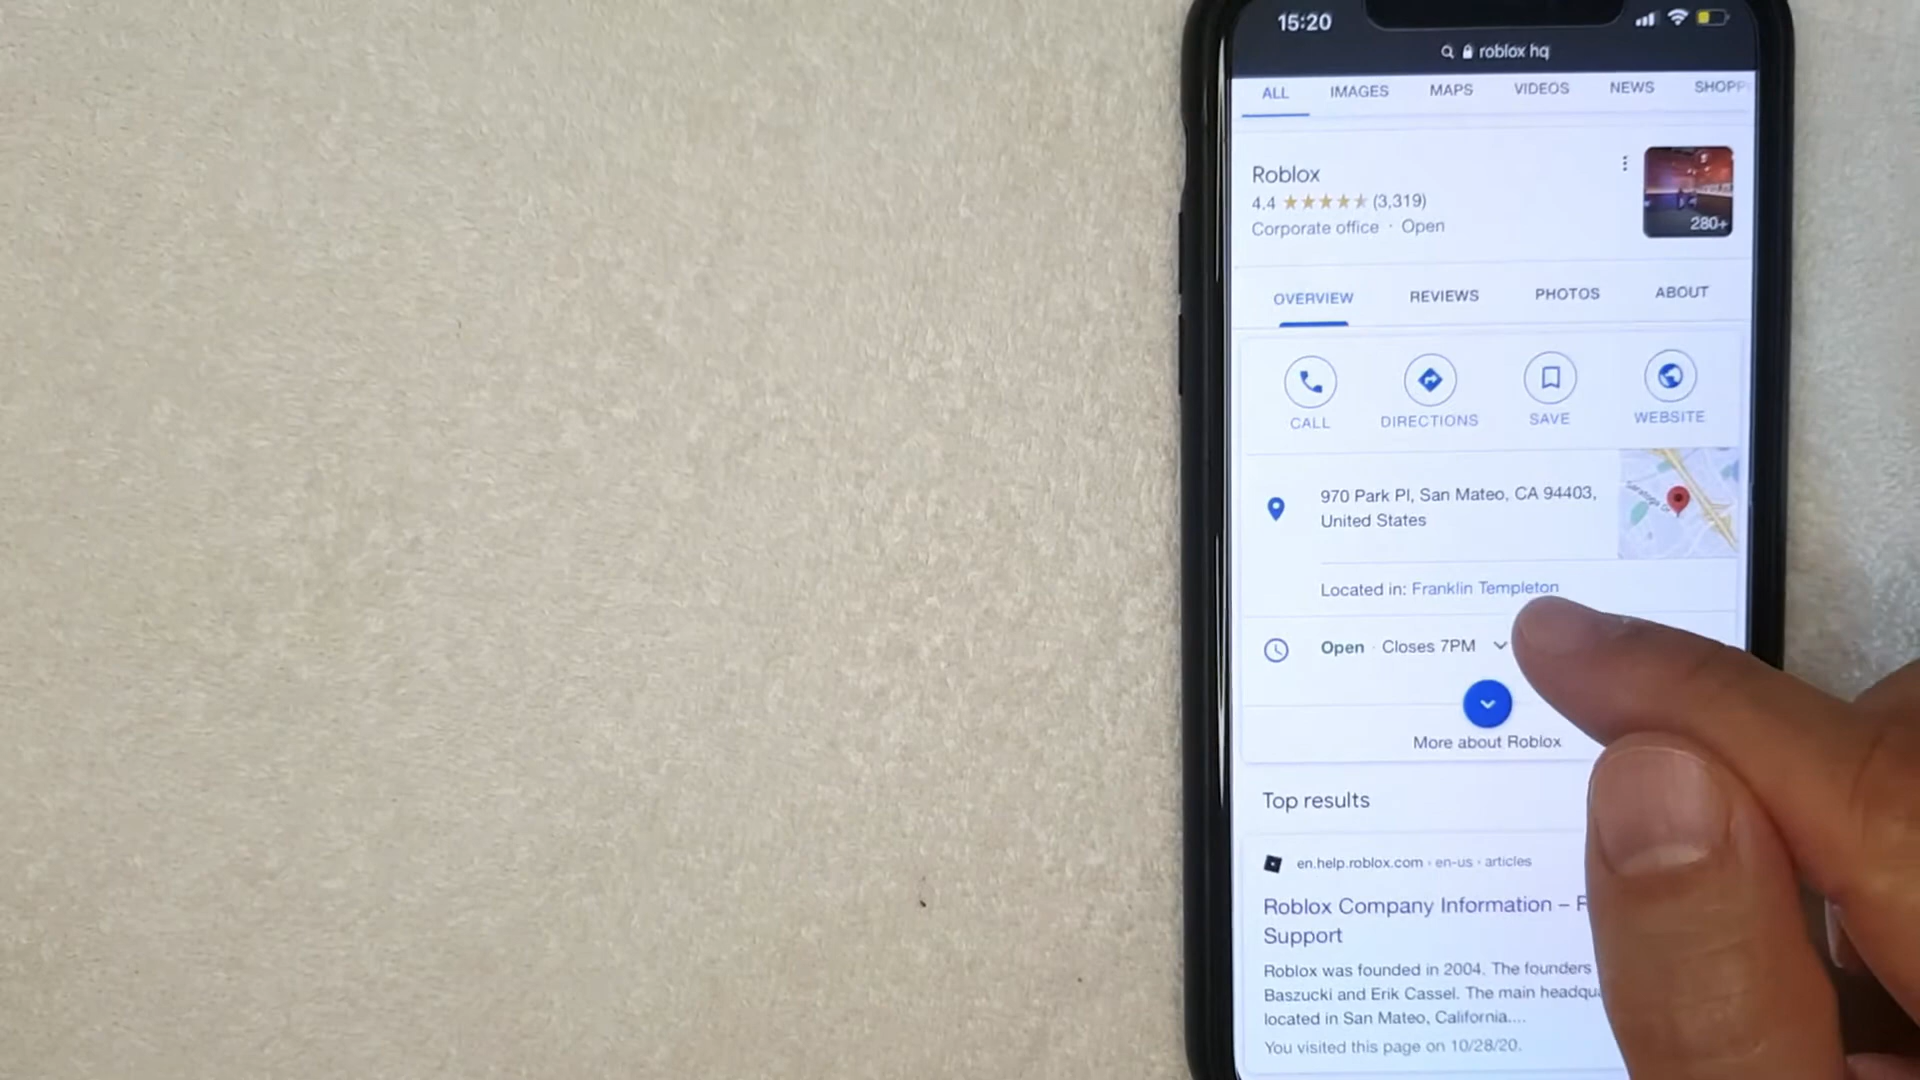 15:20
roblox hq
ALL IMAGES MAPS VIDEOS NEWS SHOPP
Roblox
4.4 (3,319)
Corporate office · Open
280+
OVERVIEW REVIEWS PHOTOS ABOUT
CALL DIRECTIONS SAVE WEBSITE
970 Park Pl, San Mateo, CA 94403,
United States
Saratoga Dr
Located in: Franklin Templeton
Open · Closes 7PM
More about Roblox
Top results
en.help.roblox.com › en-us › articles
Roblox Company Information –
Support
Roblox was founded in 2004. The founders
Baszucki and Erik Cassel. The main headqu
located in San Mateo, California....
You visited this page on 10/28/20.